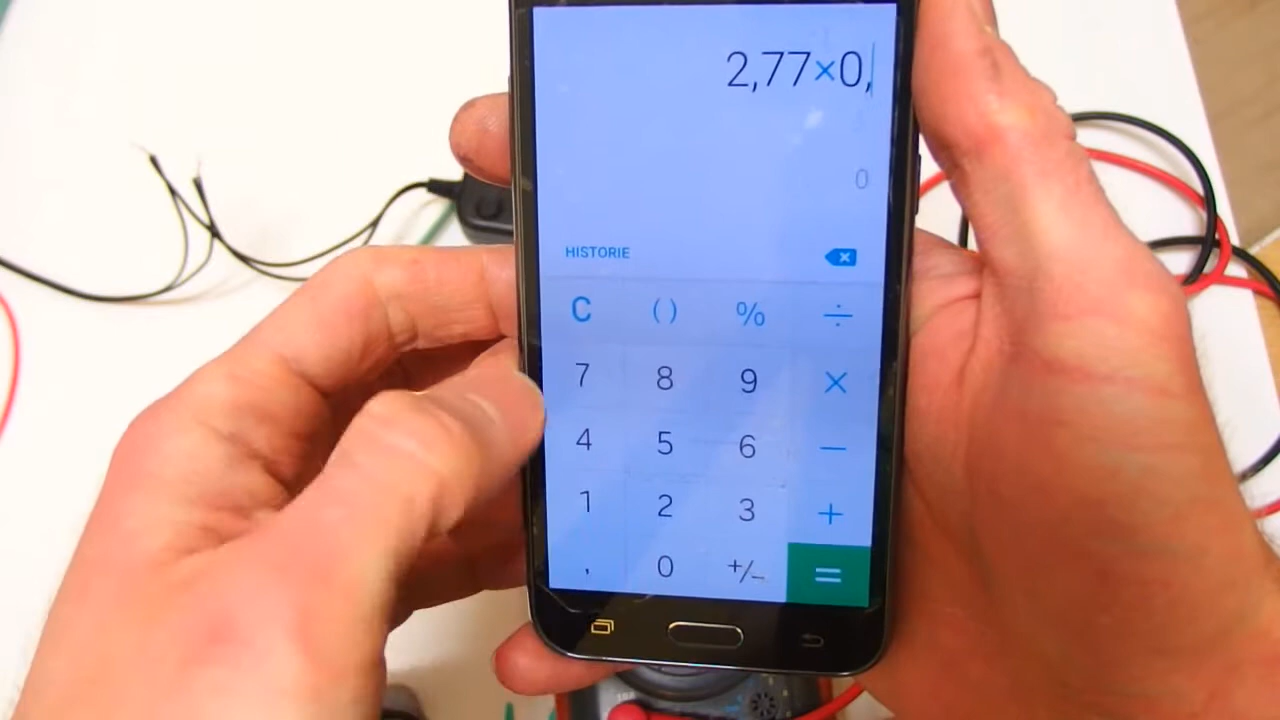 2,77×0,
0
HISTORIE
C ( ) % ÷
7 8 9 ×
4 5 6 −
1 2 3 +
, 0 +/− =